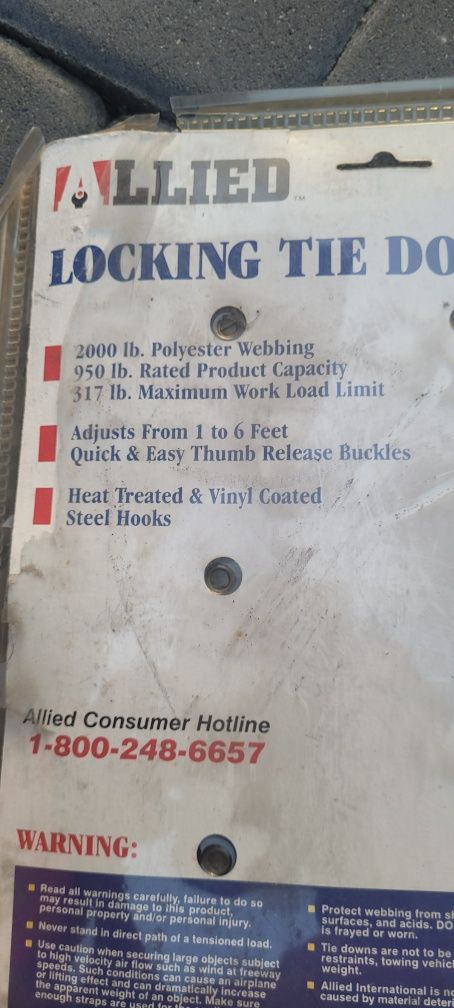 ALLIED TM
LOCKING TIE DO
2000 lb. Polyester Webbing
950 lb. Rated Product Capacity
317 lb. Maximum Work Load Limit
Adjusts From 1 to 6 Feet
Quick & Easy Thumb Release Buckles
Heat Treated & Vinyl Coated
Steel Hooks
Allied Consumer Hotline
1-800-248-6657
WARNING:
Read all warnings carefully, failure to do so
may result in damage to this product,
personal property and/or personal injury.
Never stand in direct path of a tensioned load.
Use caution when securing large objects subject
to high velocity air flow such as wind at freeway
speeds. Such conditions can cause an airplane
or lifting effect and can dramatically increase
the apparent weight of an object. Make sure
enough straps are used for
Protect webbing from
surfaces, and acids. DO
is frayed or worn.
Tie downs are not to be
restraints, towing
weight.
Allied International is
caused by material